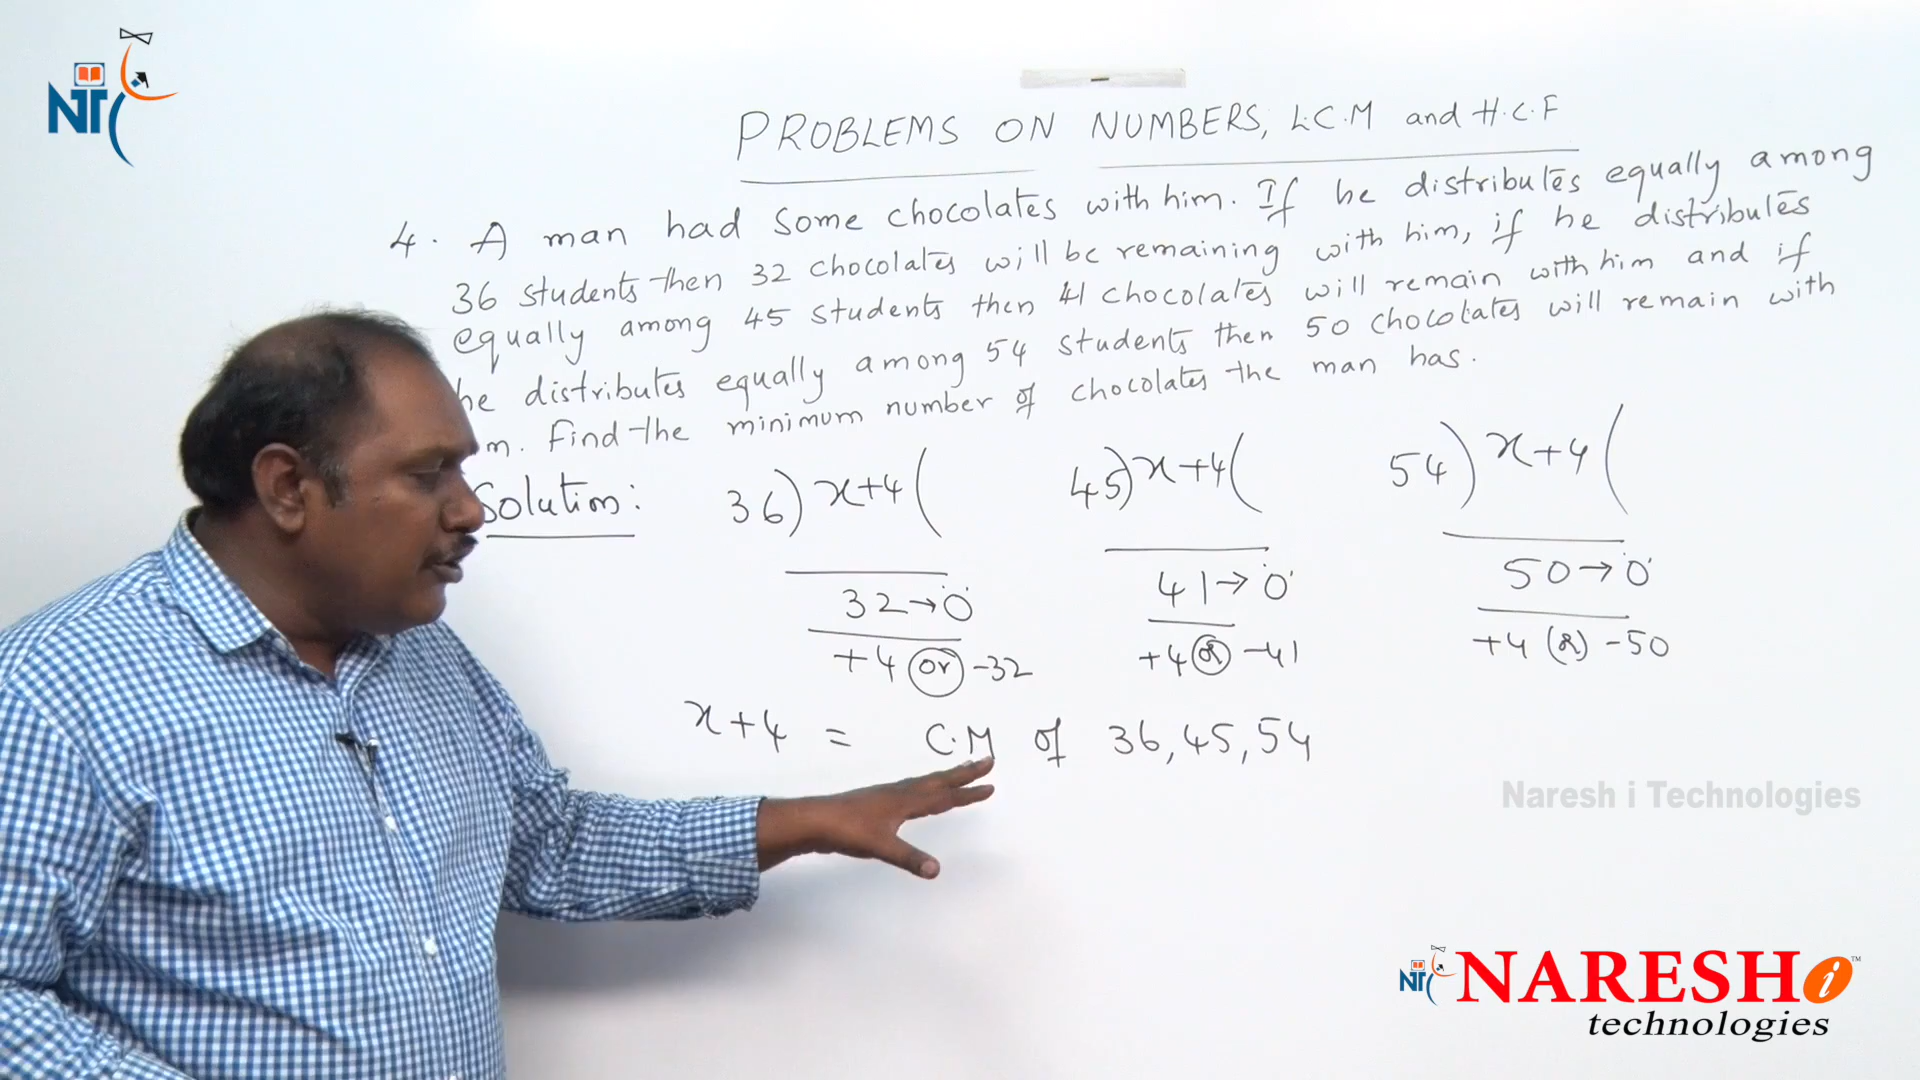 NT
PROBLEMS ON NUMBERS, L.C.M and H.C.F
4. A man had some chocolates with him. If he distributes equally among
36 students then 32 chocolates will be remaining with him, if he distributes
equally among 45 students then 41 chocolates will remain with him and if
he distributes equally among 54 students then 50 chocolates will remain with
m. Find the minimum number of chocolates the man has.
Solution:
36) x+4 (
45) x+4 (
54) x+4 (
32→0
41→0
50→0
+4 or -32
+4 or -41
+4 or -50
x+4 = C.M of 36, 45, 54
Naresh i Technologies
NT NARESH i ™
technologies